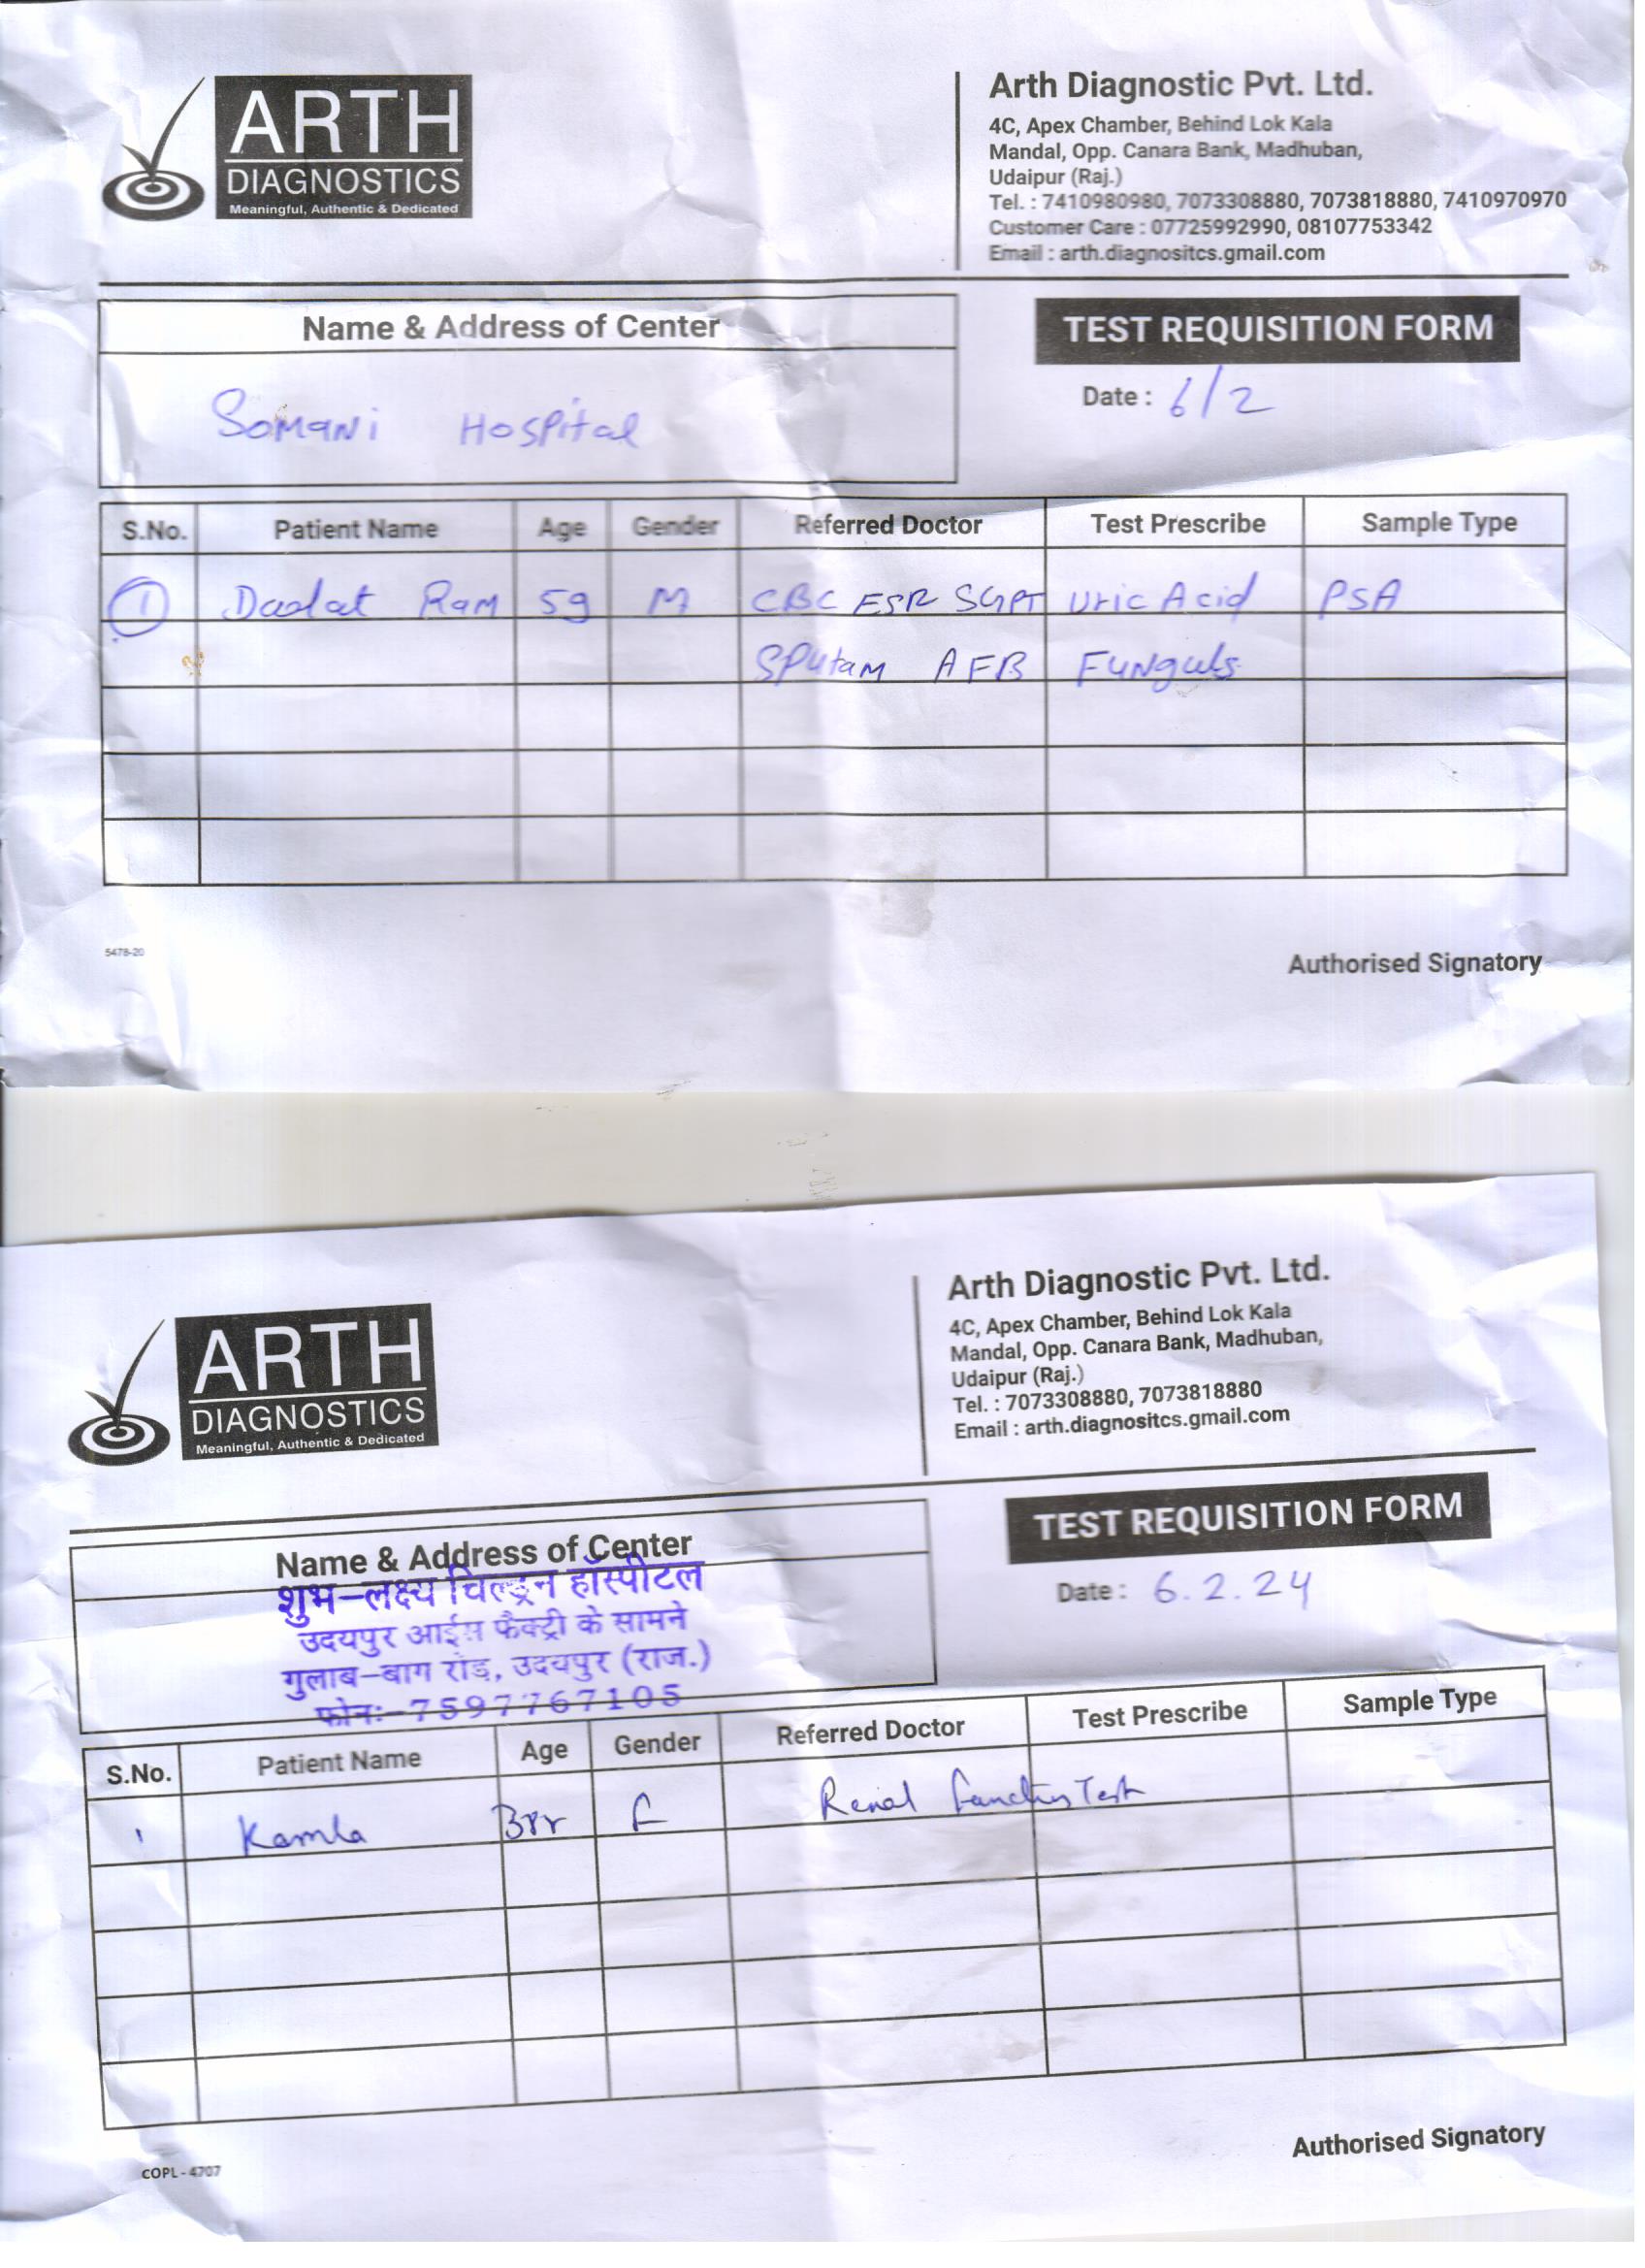 ARTH
DIAGNOSTICS
Meaningful, Authentic & Dedicated
Arth Diagnostic Pvt. Ltd.
4C, Apex Chamber, Behind Lok Kala
Mandal, Opp. Canara Bank, Madhuban,
Udaipur (Raj.)
Tel. : 7410980980, 7073308880, 7073818880, 7410970970
Customer Care : 07725992990, 08107753342
Email : arth.diagnositcs.gmail.com
Name & Address of Center
TEST REQUISITION FORM
Somani Hospital
Date : 6/2
S.No. Patient Name Age Gender Referred Doctor Test Prescribe Sample Type
1 Daolat Ram 59 M CBC ESR SGPT Uric Acid PSA
Sputam AFB Funguls
5478-20
Authorised Signatory
ARTH
DIAGNOSTICS
Meaningful, Authentic & Dedicated
Arth Diagnostic Pvt. Ltd.
4C, Apex Chamber, Behind Lok Kala
Mandal, Opp. Canara Bank, Madhuban,
Udaipur (Raj.)
Tel. : 7073308880, 7073818880
Email : arth.diagnositcs.gmail.com
Name & Address of Center
TEST REQUISITION FORM
शुभ-लक्ष्य चिल्ड्रन हॉस्पीटल
उदयपुर आईस फैक्ट्री के सामने
गुलाब-बाग रोड़, उदयपुर (राज.)
फोनः-7597767105
Date : 6.2.24
S.No. Patient Name Age Gender Referred Doctor Test Prescribe Sample Type
1 Kamla 3yr F Renal Function Test
COPL - 4707
Authorised Signatory